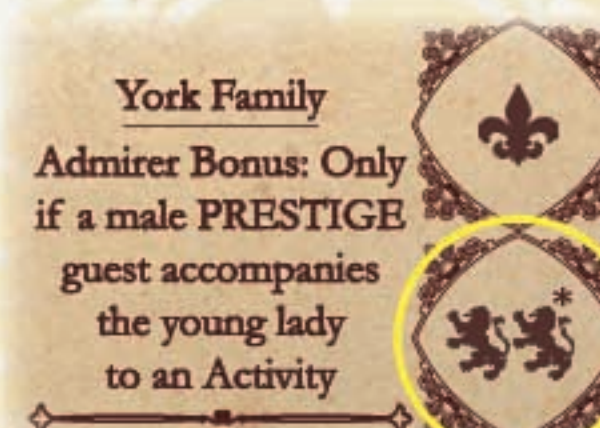 York Family
Admirer Bonus: Only
if a male PRESTIGE
guest accompanies
the young lady
to an Activity
*